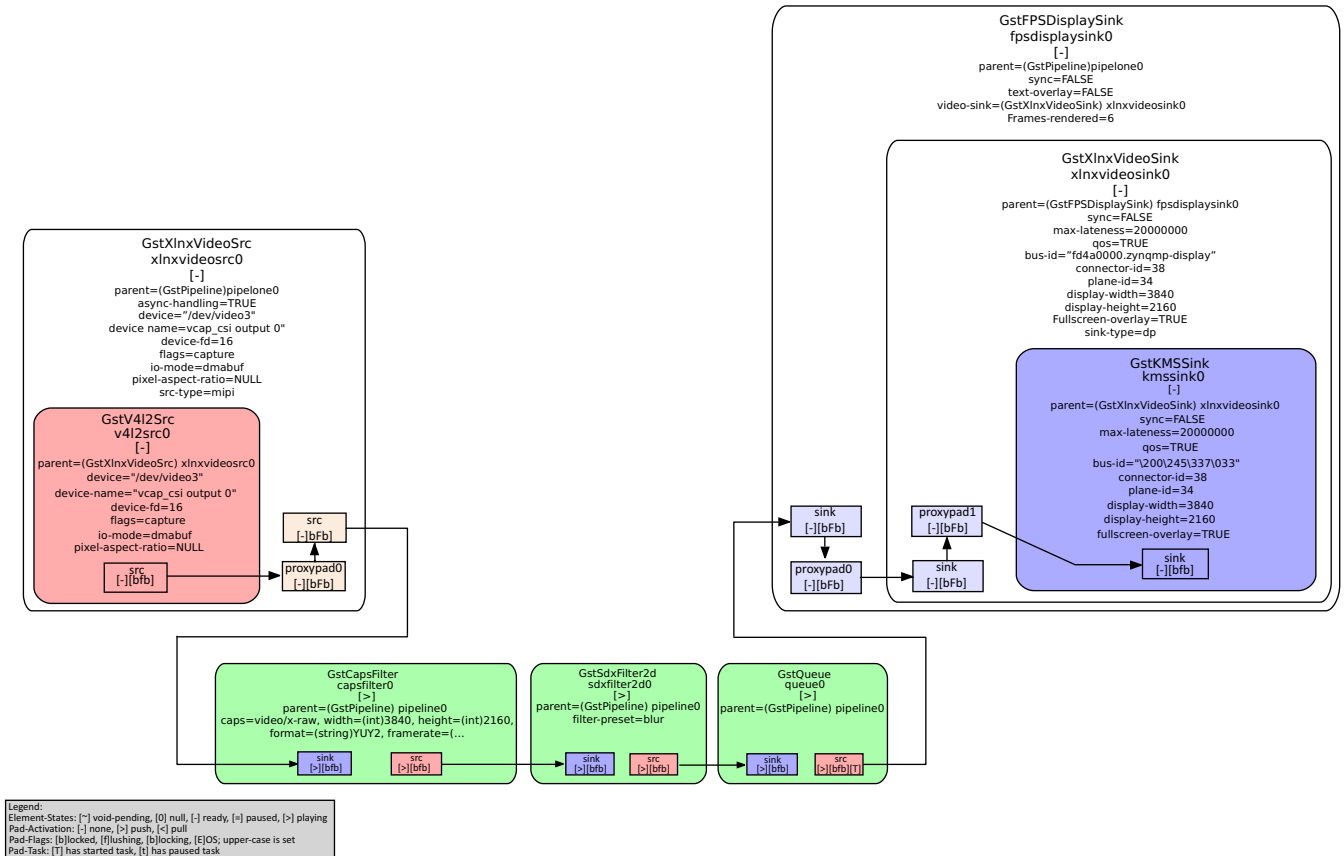 GstFPSDisplaySink
fpsdisplaysink0
[-]
parent=(GstPipeline)pipelone0
sync=FALSE
text-overlay=FALSE
video-sink=(GstXlnxVideoSink) xlnxvideosink0
Frames-rendered=6
GstXlnxVideoSink
xlnxvideosink0
[-]
parent=(GstFPSDisplaySink) fpsdisplaysink0
sync=FALSE
max-lateness=20000000
qos=TRUE
bus-id="fd4a0000.zynqmp-display”
connector-id=38
plane-id=34
display-width=3840
display-height=2160
Fullscreen-overlay=TRUE
sink-type=dp
GstKMSSink
kmssink0
[-]
parent=(GstXlnxVideoSink) xlnxvideosink0
sync=FALSE
max-lateness=20000000
qos=TRUE
bus-id="\200\245\337\033"
connector-id=38
plane-id=34
display-width=3840
display-height=2160
fullscreen-overlay=TRUE
sink
[-][bfb]
proxypad1
[-][bFb]
sink
[-][bFb]
sink
[-][bFb]
proxypad0
[-][bFb]
GstXlnxVideoSrc
xlnxvideosrc0
[-]
parent=(GstPipeline)pipelone0
async-handling=TRUE
device=”/dev/video3"
device name=vcap_csi output 0"
device-fd=16
flags=capture
io-mode=dmabuf
pixel-aspect-ratio=NULL
src-type=mipi
GstV4l2Src
v4l2src0
[-]
parent=(GstXlnxVideoSrc) xlnxvideosrc0
device="/dev/video3"
device-name="vcap_csi output 0"
device-fd=16
flags=capture
io-mode=dmabuf
pixel-aspect-ratio=NULL
src
[-][bfb]
src
[-]bFb]
proxypad0
[-][bFb]
GstCapsFilter
capsfilter0
[>]
parent=(GstPipeline) pipeline0
caps=video/x-raw, width=(int)3840, height=(int)2160,
format=(string)YUY2, framerate=(...
sink
[>][bfb]
src
[>][bfb]
GstSdxFilter2d
sdxfilter2d0
[>]
parent=(GstPipeline) pipeline0
filter-preset=blur
sink
[>][bfb]
src
[>][bfb]
GstQueue
queue0
[>]
parent=(GstPipeline) pipeline0
sink
[>][bfb]
src
[>][bfb][T]
Legend:
Element-States: [~] void-pending, [0] null, [-] ready, [=] paused, [>] playing
Pad-Activation: [-] none, [>] push, [<] pull
Pad-Flags: [b]locked, [f]lushing, [b]locking, [E]OS; upper-case is set
Pad-Task: [T] has started task, [t] has paused task